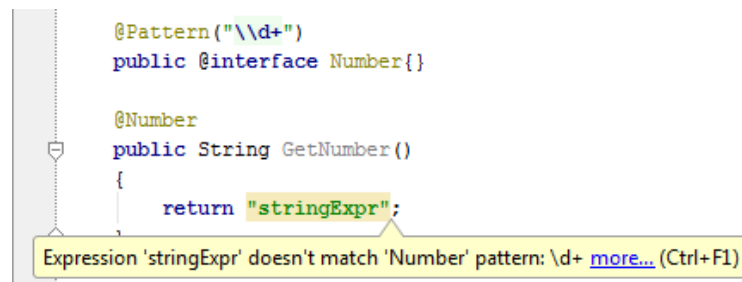 @Pattern("\\d+")
public @interface Number{}
@Number
public String GetNumber()
{
return "stringExpr";
Expression 'stringExpr' doesn't match 'Number' pattern: \d+ more... (Ctrl+F1)